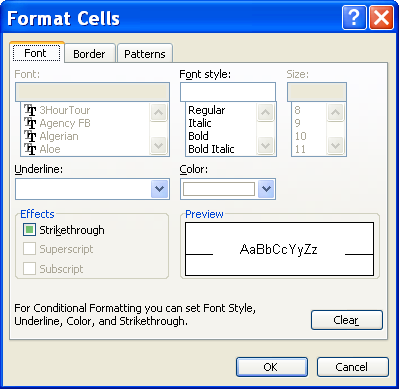 Format Cells
Font Border Patterns
Font: Font style: Size:
3HourTour Regular 8
Agency FB Italic 9
Algerian Bold 10
Aloe Bold Italic 11
Underline: Color:
Effects Preview
Strikethrough
Superscript
Subscript
AaBbCcYyZz
For Conditional Formatting you can set Font Style,
Underline, Color, and Strikethrough.
Clear
OK Cancel